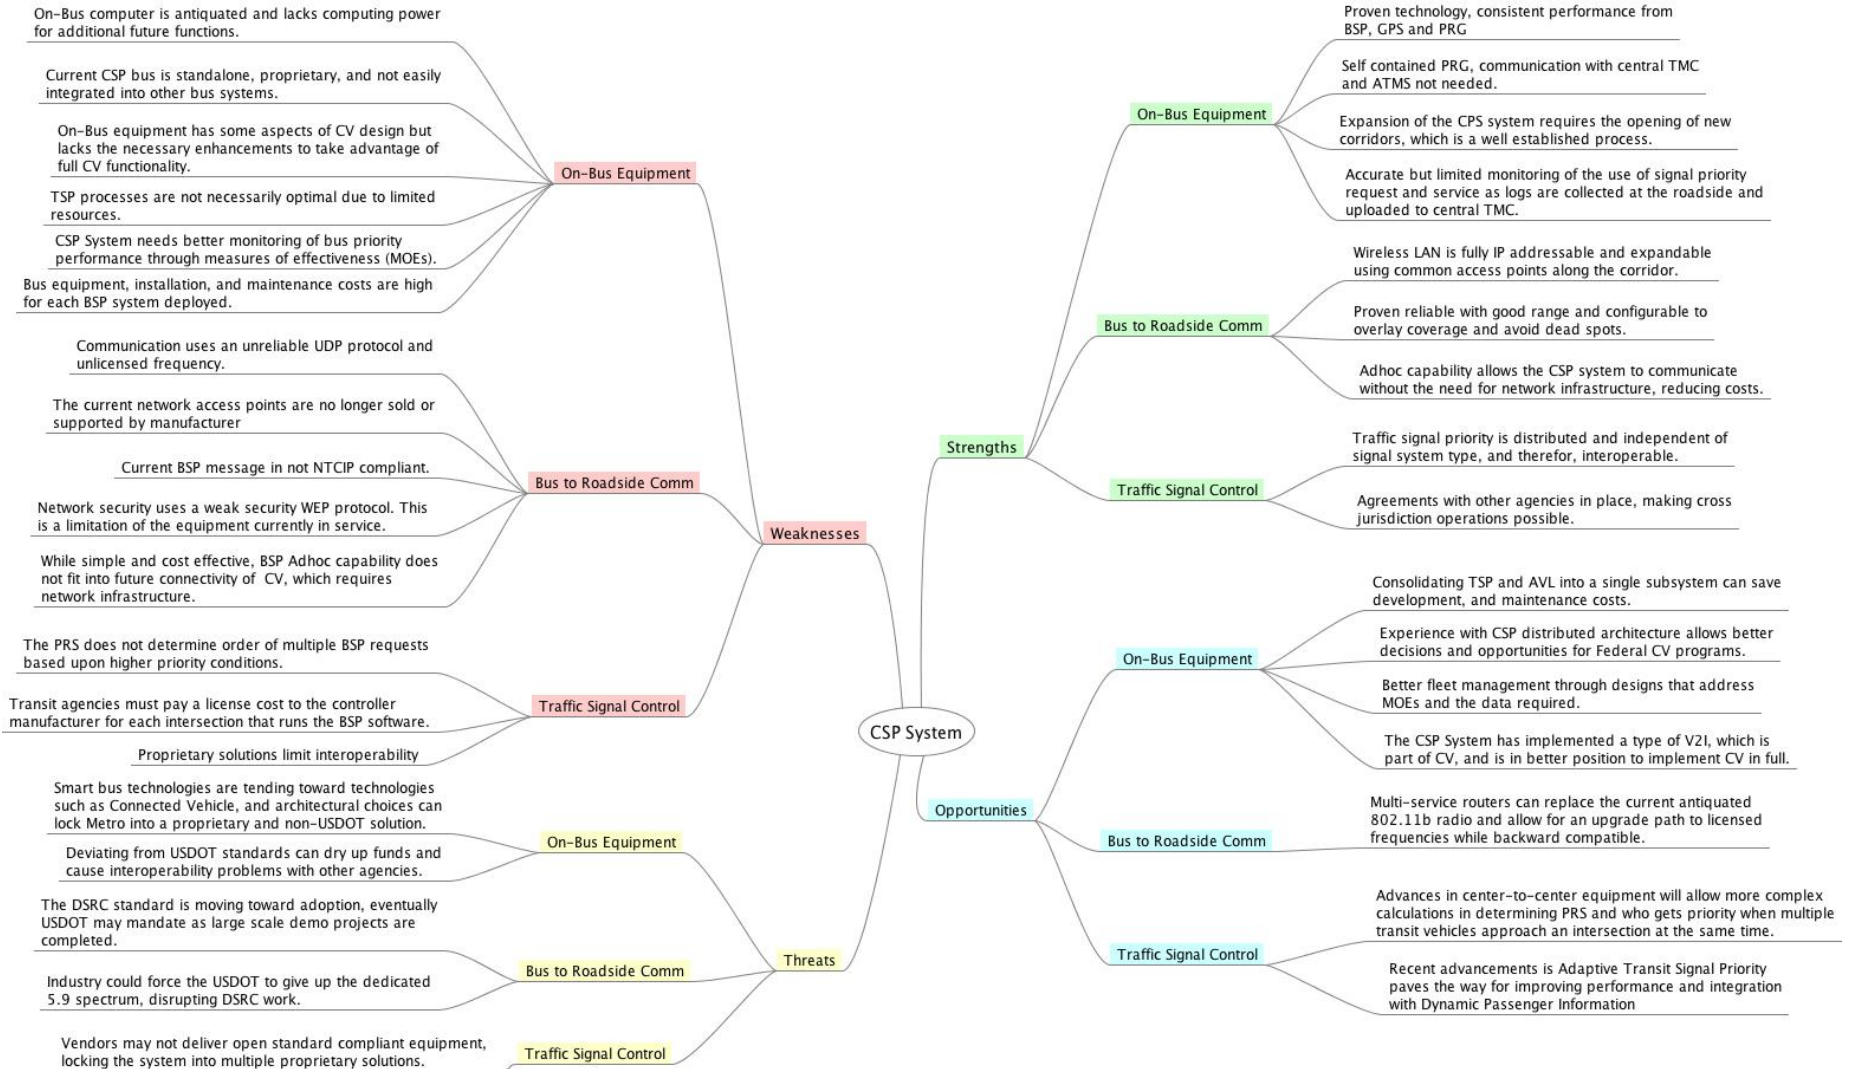 On-Bus computer is antiquated and lacks computing power
for additional future functions.
Current CSP bus is standalone, proprietary, and not easily
integrated into other bus systems.
On-Bus equipment has some aspects of CV design but
lacks the necessary enhancements to take advantage of
full CV functionality.
TSP processes are not necessarily optimal due to limited
resources.
CSP System needs better monitoring of bus priority
performance through measures of effectiveness (MOEs).
Bus equipment, installation, and maintenance costs are high
for each BSP system deployed.
On-Bus Equipment
Communication uses an unreliable UDP protocol and
unlicensed frequency.
The current network access points are no longer sold or
supported by manufacturer
Current BSP message in not NTCIP compliant.
Network security uses a weak security WEP protocol. This
is a limitation of the equipment currently in service.
While simple and cost effective, BSP Adhoc capability does
not fit into future connectivity of  CV, which requires
network infrastructure.
Bus to Roadside Comm
The PRS does not determine order of multiple BSP requests
based upon higher priority conditions.
Transit agencies must pay a license cost to the controller
manufacturer for each intersection that runs the BSP software.
Proprietary solutions limit interoperability
Traffic Signal Control
Weaknesses
Smart bus technologies are tending toward technologies
such as Connected Vehicle, and architectural choices can
lock Metro into a proprietary and non-USDOT solution.
Deviating from USDOT standards can dry up funds and
cause interoperability problems with other agencies.
On-Bus Equipment
The DSRC standard is moving toward adoption, eventually
USDOT may mandate as large scale demo projects are
completed.
Industry could force the USDOT to give up the dedicated
5.9 spectrum, disrupting DSRC work.
Bus to Roadside Comm
Vendors may not deliver open standard compliant equipment,
locking the system into multiple proprietary solutions.
Traffic Signal Control
Threats
CSP System
Strengths
On-Bus Equipment
Proven technology, consistent performance from
BSP, GPS and PRG
Self contained PRG, communication with central TMC
and ATMS not needed.
Expansion of the CPS system requires the opening of new
corridors, which is a well established process.
Accurate but limited monitoring of the use of signal priority
request and service as logs are collected at the roadside and
uploaded to central TMC.
Bus to Roadside Comm
Wireless LAN is fully IP addressable and expandable
using common access points along the corridor.
Proven reliable with good range and configurable to
overlay coverage and avoid dead spots.
Adhoc capability allows the CSP system to communicate
without the need for network infrastructure, reducing costs.
Traffic Signal Control
Traffic signal priority is distributed and independent of
signal system type, and therefor, interoperable.
Agreements with other agencies in place, making cross
jurisdiction operations possible.
Opportunities
On-Bus Equipment
Consolidating TSP and AVL into a single subsystem can save
development, and maintenance costs.
Experience with CSP distributed architecture allows better
decisions and opportunities for Federal CV programs.
Better fleet management through designs that address
MOEs and the data required.
The CSP System has implemented a type of V2I, which is
part of CV, and is in better position to implement CV in full.
Bus to Roadside Comm
Multi-service routers can replace the current antiquated
802.11b radio and allow for an upgrade path to licensed
frequencies while backward compatible.
Traffic Signal Control
Advances in center-to-center equipment will allow more complex
calculations in determining PRS and who gets priority when multiple
transit vehicles approach an intersection at the same time.
Recent advancements is Adaptive Transit Signal Priority
paves the way for improving performance and integration
with Dynamic Passenger Information